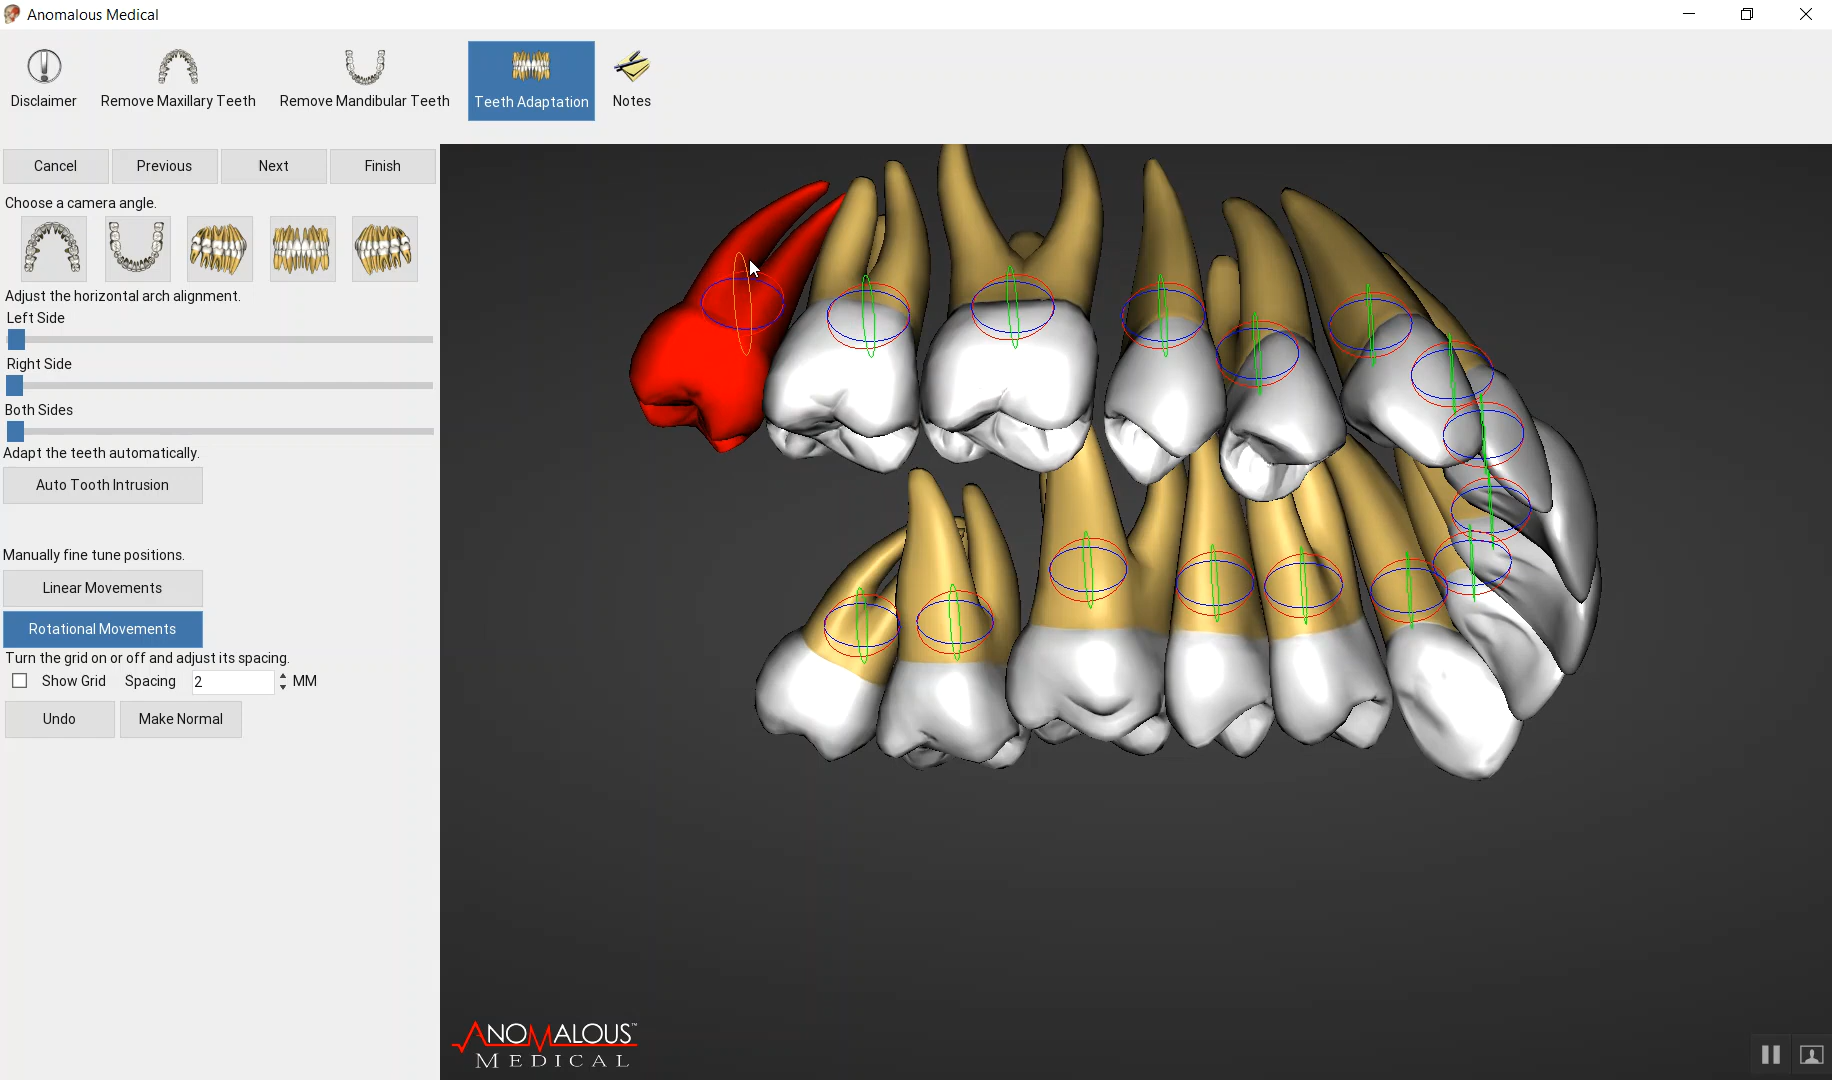 Anomalous Medical
Disclaimer
Remove Maxillary Teeth
Remove Mandibular Teeth
Teeth Adaptation
Notes
Cancel
Previous
Next
Finish
Choose a camera angle.
Adjust the horizontal arch alignment.
Left Side
Right Side
Both Sides
Adapt the teeth automatically.
Auto Tooth Intrusion
Manually fine tune positions.
Linear Movements
Rotational Movements
Turn the grid on or off and adjust its spacing.
Show Grid Spacing 2 MM
Undo
Make Normal
ANOMALOUS™
MEDICAL